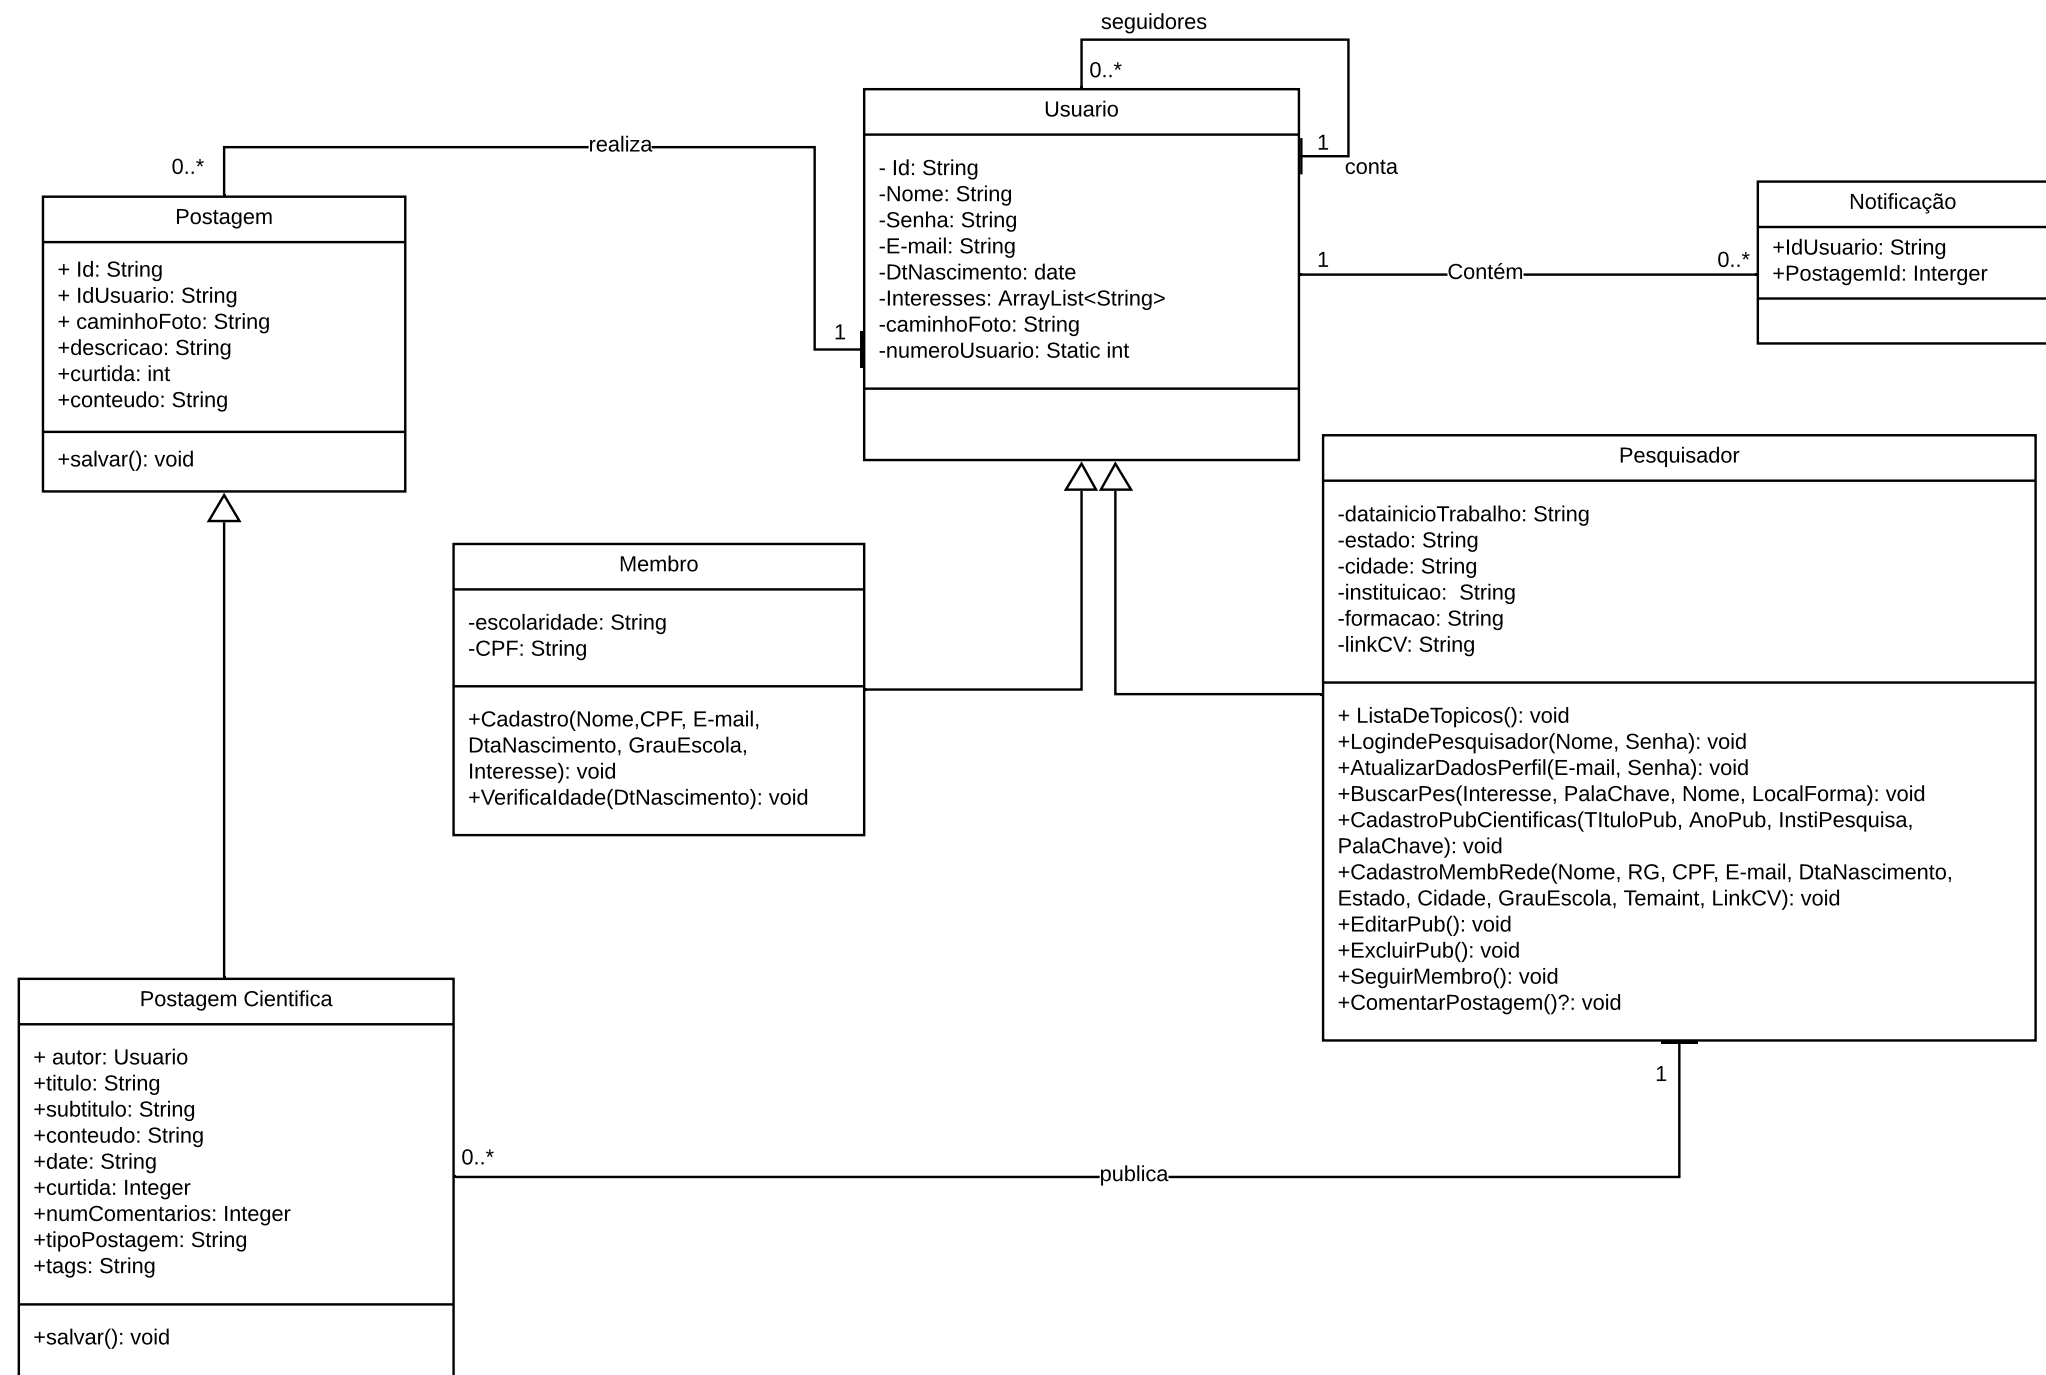 seguidores
0..*
Usuario
- Id: String
-Nome: String
-Senha: String
-E-mail: String
-DtNascimento: date
-Interesses: ArrayList<String>
-caminhoFoto: String
-numeroUsuario: Static int
1
conta
realiza
0..*
1
Postagem
+ Id: String
+ IdUsuario: String
+ caminhoFoto: String
+descricao: String
+curtida: int
+conteudo: String
+salvar(): void
1
Contém
0..*
Notificação
+IdUsuario: String
+PostagemId: Interger
Membro
-escolaridade: String
-CPF: String
+Cadastro(Nome,CPF, E-mail,
DtaNascimento, GrauEscola,
Interesse): void
+VerificaIdade(DtNascimento): void
Pesquisador
-datainicioTrabalho: String
-estado: String
-cidade: String
-instituicao:  String
-formacao: String
-linkCV: String
+ ListaDeTopicos(): void
+LogindePesquisador(Nome, Senha): void
+AtualizarDadosPerfil(E-mail, Senha): void
+BuscarPes(Interesse, PalaChave, Nome, LocalForma): void
+CadastroPubCientificas(TItuloPub, AnoPub, InstiPesquisa,
PalaChave): void
+CadastroMembRede(Nome, RG, CPF, E-mail, DtaNascimento,
Estado, Cidade, GrauEscola, Temaint, LinkCV): void
+EditarPub(): void
+ExcluirPub(): void
+SeguirMembro(): void
+ComentarPostagem()?: void
Postagem Cientifica
+ autor: Usuario
+titulo: String
+subtitulo: String
+conteudo: String
+date: String
+curtida: Integer
+numComentarios: Integer
+tipoPostagem: String
+tags: String
+salvar(): void
0..*
publica
1